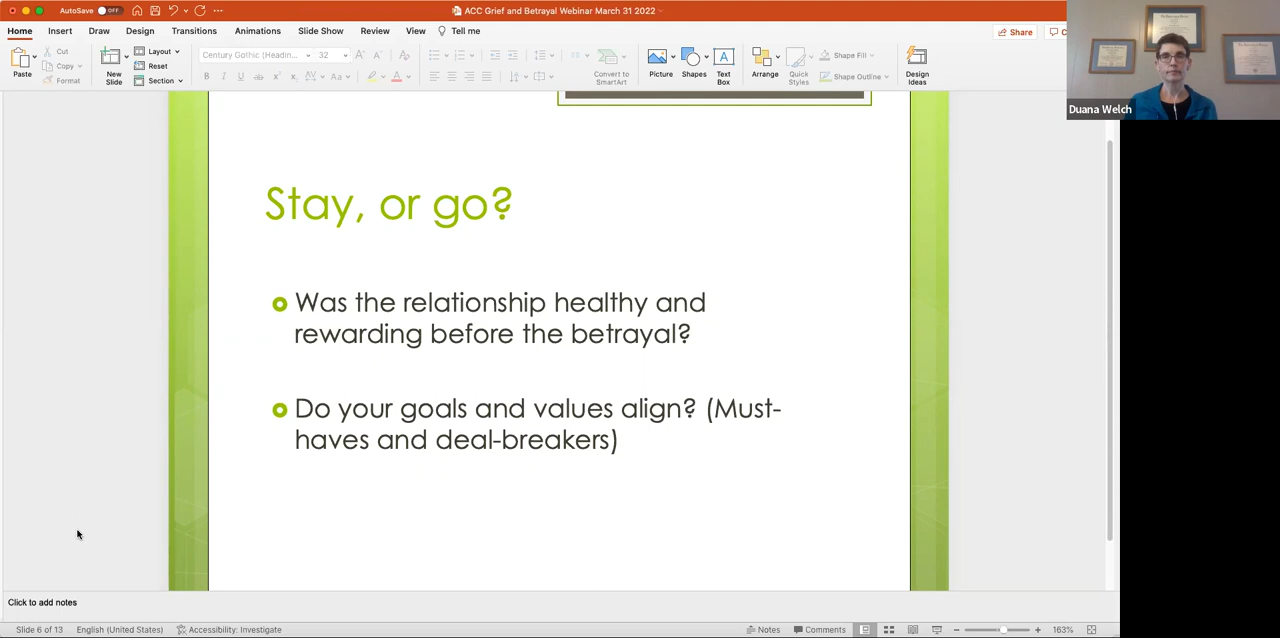 AutoSave OFF
ACC Grief and Betrayal Webinar March 31 2022
Home Insert Draw Design Transitions Animations Slide Show Review View Tell me
Share
Paste
Cut
Copy
Format
New
Slide
Layout
Reset
Section
Century Gothic (Headin... 32
Convert to
SmartArt
Picture
Shapes
Text
Box
Arrange
Quick
Styles
Shape Fill
Shape Outline
Design
Ideas
Duana Welch
Stay, or go?
Was the relationship healthy and
rewarding before the betrayal?
Do your goals and values align? (Must-
haves and deal-breakers)
Click to add notes
Slide 6 of 13 English (United States) Accessibility: Investigate Notes Comments 163%